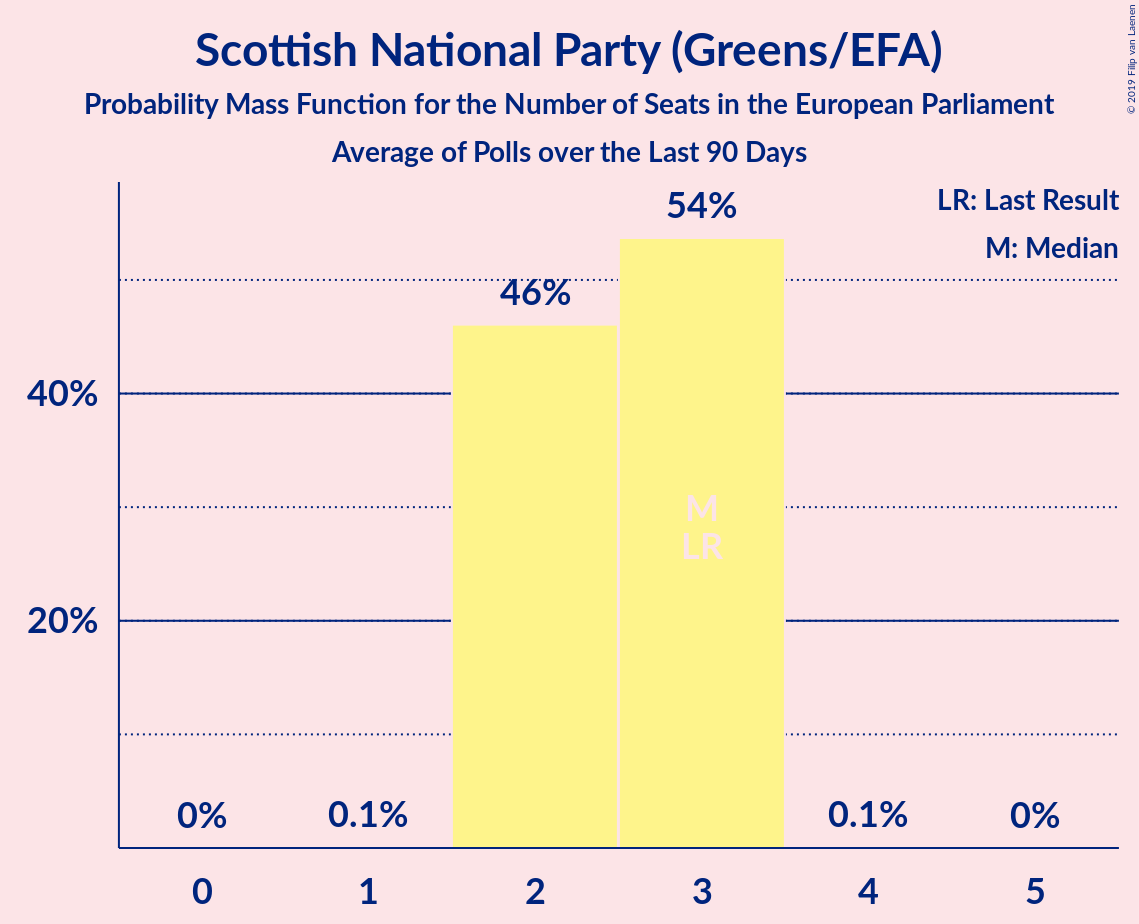 Scottish National Party (Greens/EFA)
Probability Mass Function for the Number of Seats in the European Parliament
Average of Polls over the Last 90 Days
© 2019 Filip van Laenen
LR: Last Result
M: Median
54%
46%
40%
M
LR
20%
0%
0.1%
0.1%
0%
0
1
2
3
4
5